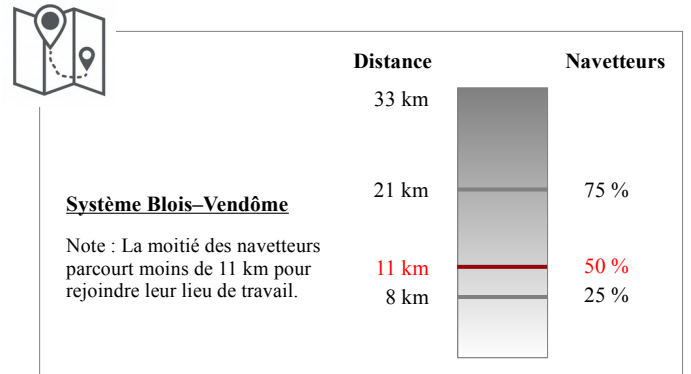 Distance Navetteurs
33 km
21 km 75 %
Système Blois–Vendôme
Note : La moitié des navetteurs
parcourt moins de 11 km pour
rejoindre leur lieu de travail.
11 km 50 %
8 km 25 %